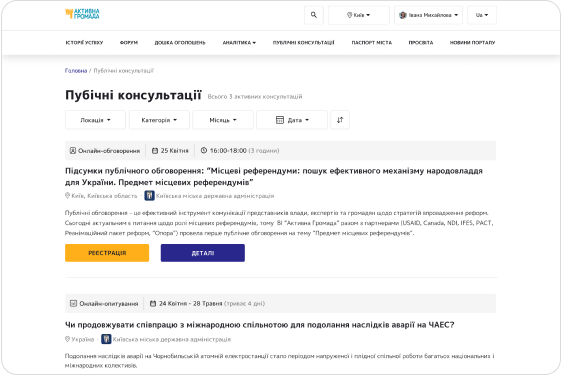 АКТИВНА
ГРОМАДА
Київ
Івана Михайлова
Ua
ІСТОРІЇ УСПІХУ ФОРУМ ДОШКА ОГОЛОШЕНЬ АНАЛІТИКА ПУБЛІЧНІ КОНСУЛЬТАЦІЇ ПАСПОРТ МІСТА ПРОСВІТА НОВИНИ ПОРТАЛУ
Головна / Публічні консультації
Пубічні консультації Всього 3 активних консультацій
Локація Категорія Місяць Дата
Онлайн-обговорення 25 Квітня 16:00-18:00 (3 години)
Підсумки публічного обговорення: “Місцеві референдуми: пошук ефективного механізму народовладдя
для України. Предмет місцевих референдумів”
Київ, Київська область Київська міська державна адміністрація
Публічні обговорення – це ефективний інструмент комунікації представників влади, експертів та громадян щодо стратегій впровадження реформ.
Сьогодні актуальним є питання щодо ролі місцевих референдумів, тому ВІ “Активна Громада” разом з партнерами (USAID, Canada, NDI, IFES, PACT,
Реанімаційний пакет реформ, “Опора”) провела перше публічне обговорення на тему “Предмет місцевих референдумів”.
РЕЄСТРАЦІЯ ДЕТАЛІ
Онлайн-опитування 24 Квітня - 28 Травня (триває 4 дні)
Чи продовжувати співпрацю з міжнародною спільнотою для подолання наслідків аварії на ЧАЕС?
Україна Київська міська державна адміністрація
Подолання наслідків аварії на Чорнобильській атомній електростанції стало періодом напруженої і плідної спільної роботи багатьох національних і
міжнародних колективів.